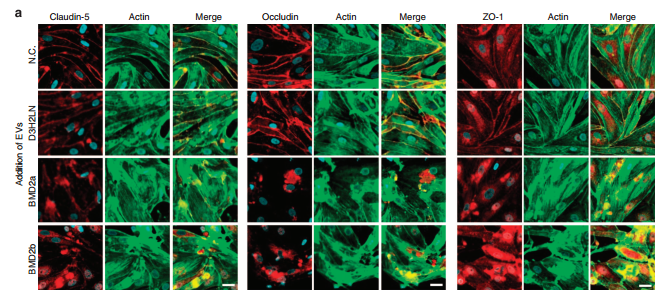 a
Claudin-5 Actin Merge Occludin Actin Merge ZO-1 Actin Merge
Addition of EVs
N.C.
D3H2LN
BMD2a
BMD2b